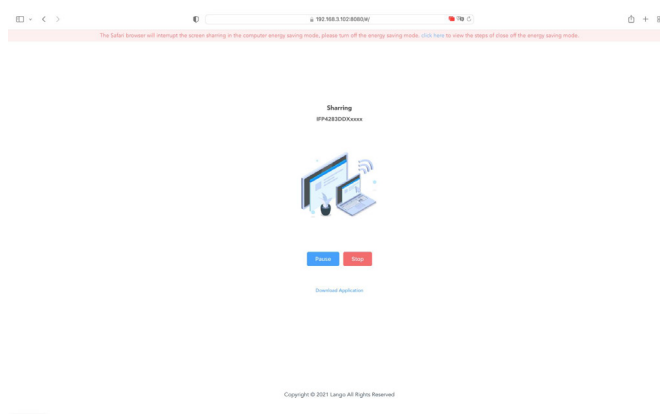 192.168.3.102:8080/#/
The Safari broweer will interrupt the screen sharring in the computer energy saving mode, please turn off the energy saving mode. click here to view the steps of close off the energy saving mode.
Sharring
IFP4283DDXxxxx
Pause Stop
Download Application
Copyright © 2021 Lango.All Rights Reserved